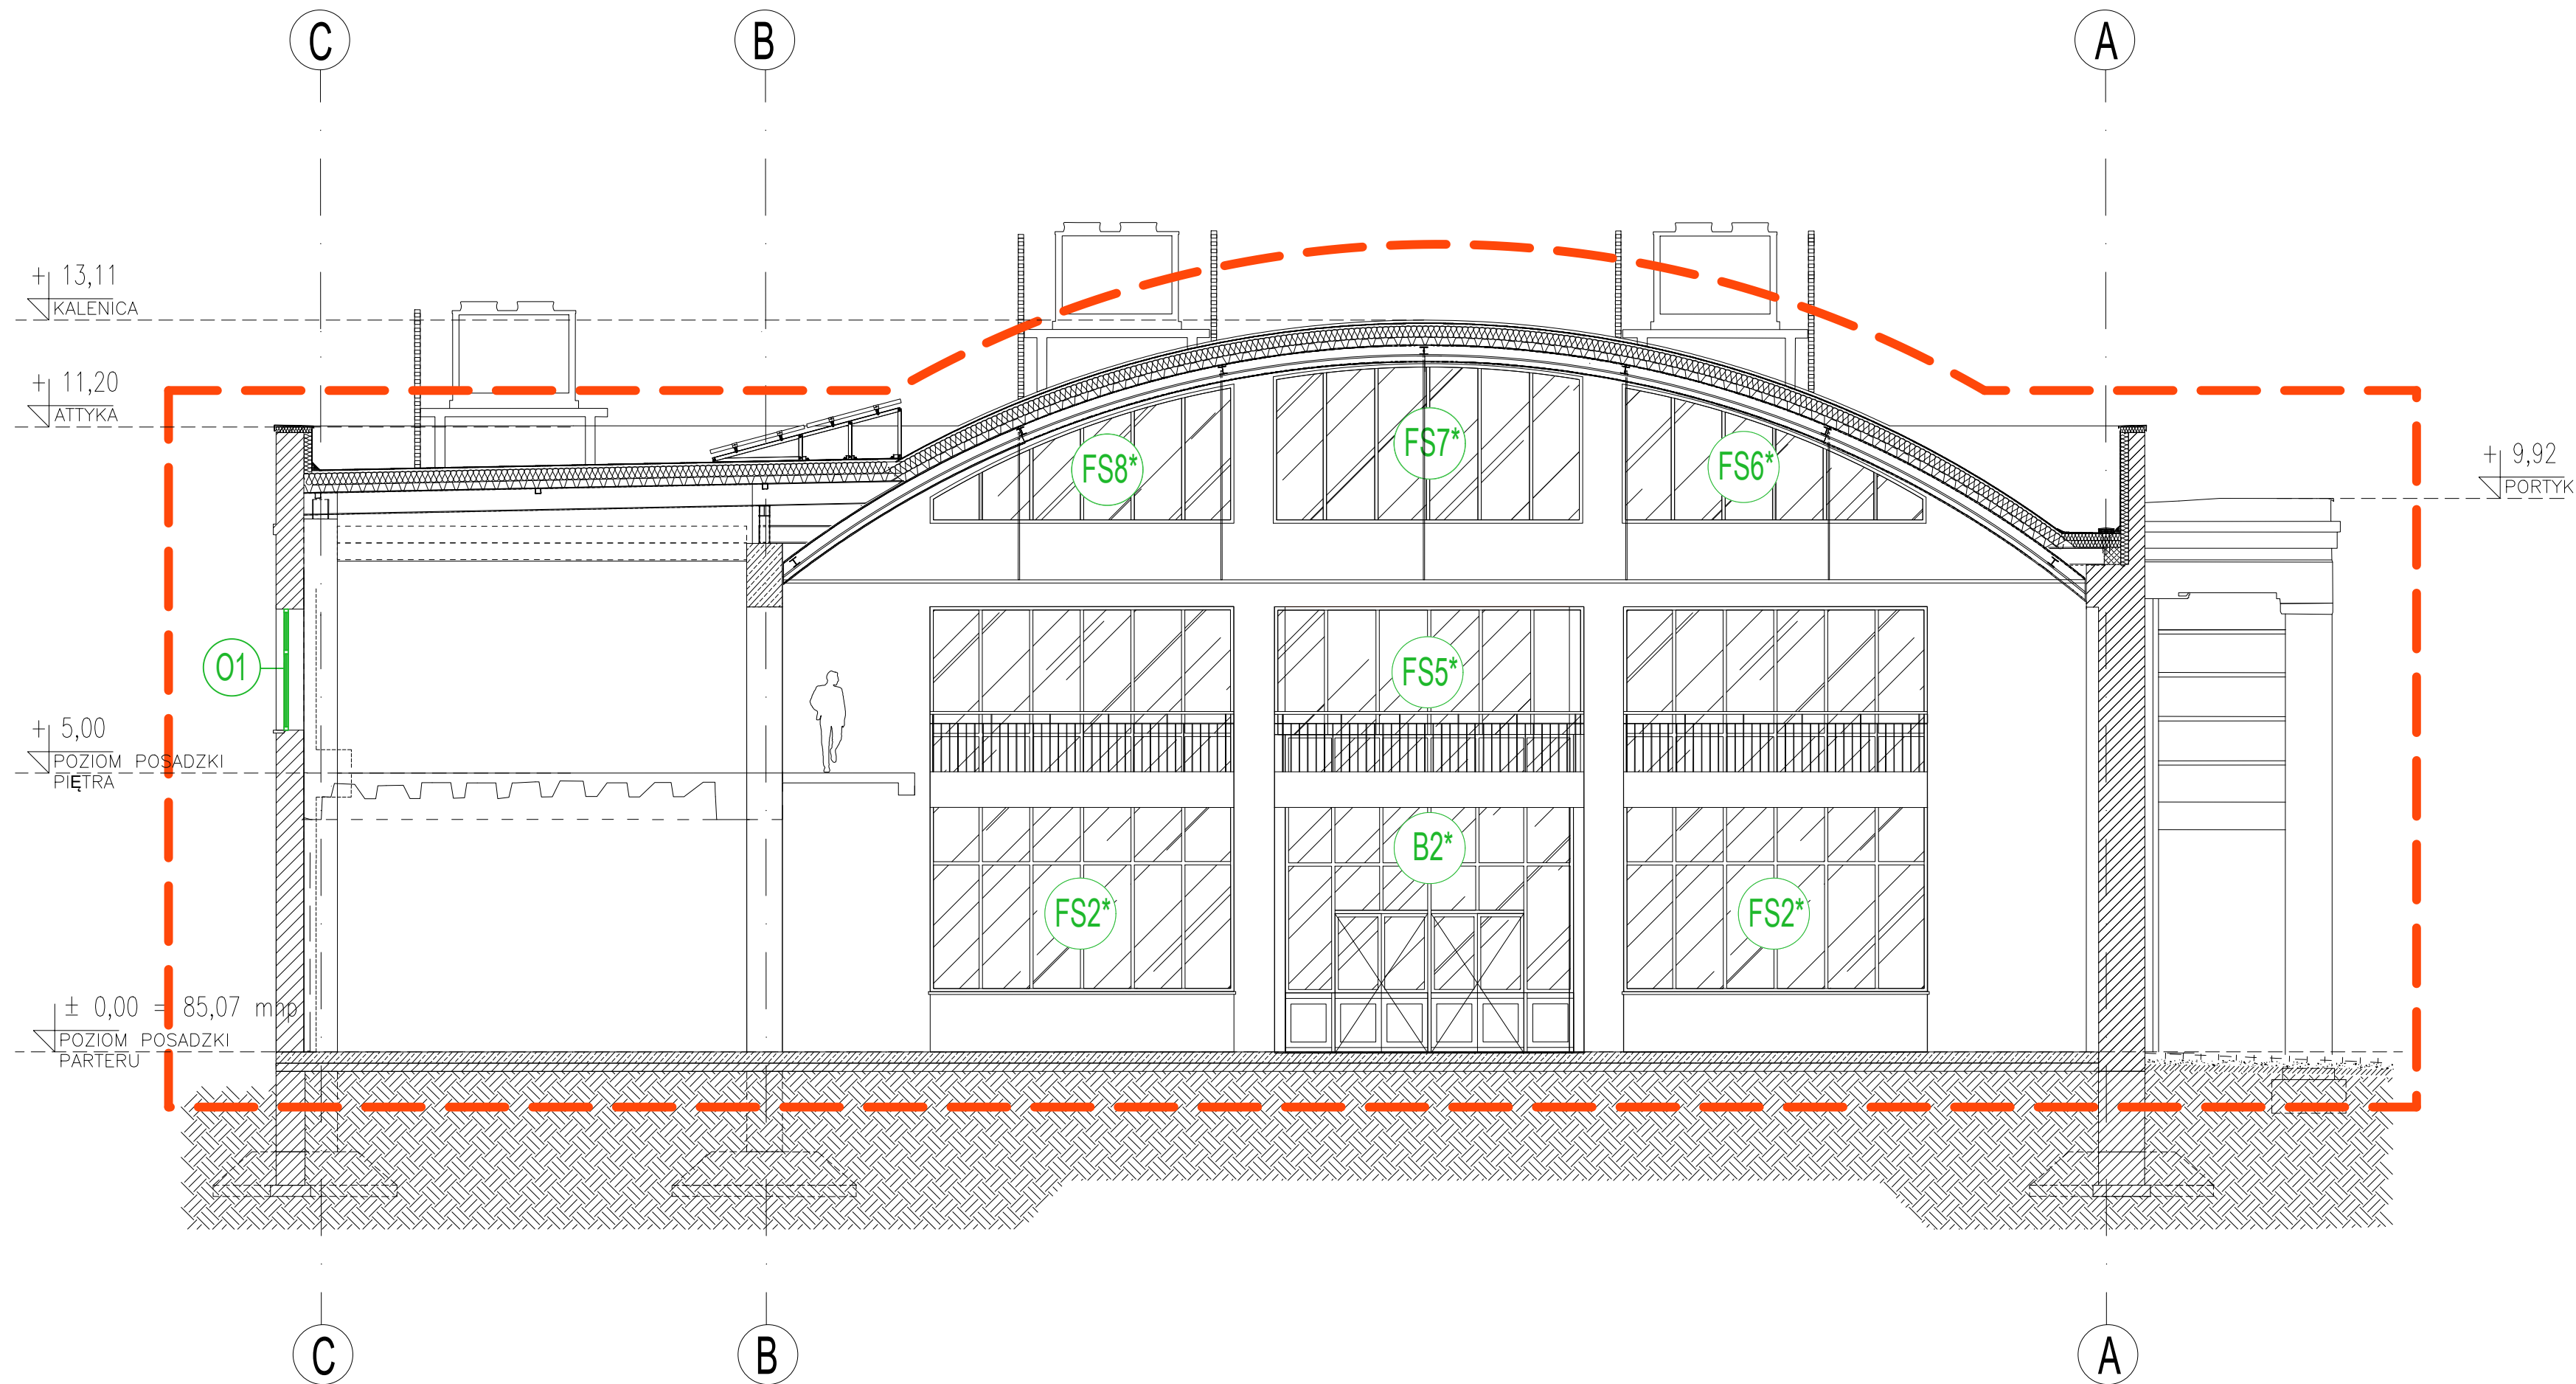 C
B
A
+ 13,11
KALENICA
+ 11,20
ATTYKA
+ 9,92
PORTYK
FS8*
FS7*
FS6*
O1
FS5*
+ 5,00
POZIOM POSADZKI
PIĘTRA
B2*
FS2*
FS2*
± 0,00 = 85,07 mnp
POZIOM POSADZKI
PARTERU
C
B
A